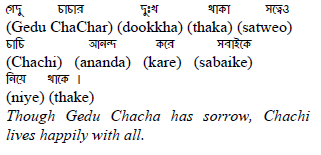 গেদু চাচার দুঃখ থাকা সত্ত্বেও
(Gedu ChaChar) (dookkha) (thaka) (satweo)
চাচি আনন্দ করে সবাইকে
(Chachi) (ananda) (kare) (sabaike)
নিয়ে থাকে ।
(niye) (thake)
Though Gedu Chacha has sorrow, Chachi
lives happily with all.